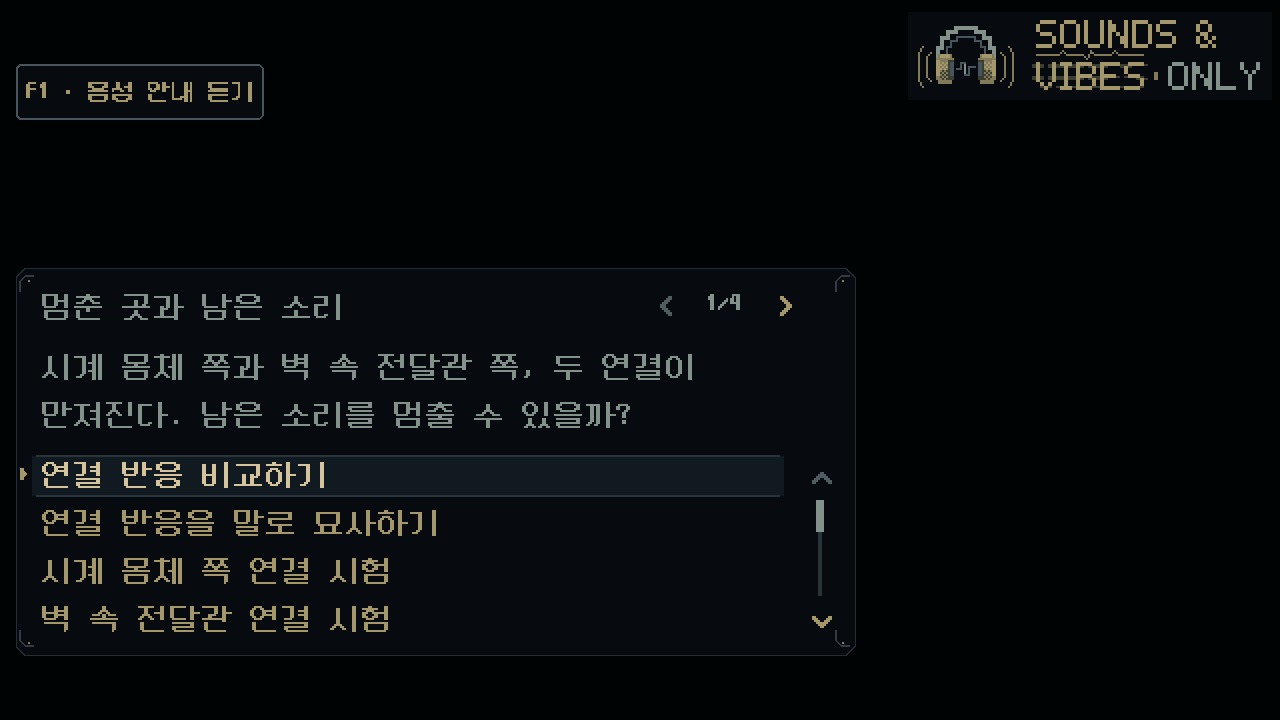 SOUNDS &
VIBES·ONLY
F1 · 음성 안내 듣기
멈춘 곳과 남은 소리
1/9
시계 몸체 쪽과 벽 속 전달관 쪽, 두 연결이
만져진다. 남은 소리를 멈출 수 있을까?
연결 반응 비교하기
연결 반응을 말로 묘사하기
시계 몸체 쪽 연결 시험
벽 속 전달관 연결 시험